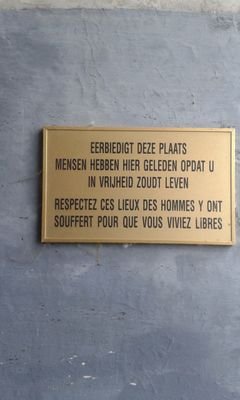 EERBIEDIGT DEZE PLAATS
MENSEN HEBBEN HIER GELEDEN OPDAT U
IN VRIJHEID ZOUDT LEVEN
RESPECTEZ CES LIEUX DES HOMMES Y ONT
SOUFFERT POUR QUE VOUS VIVIEZ LIBRES